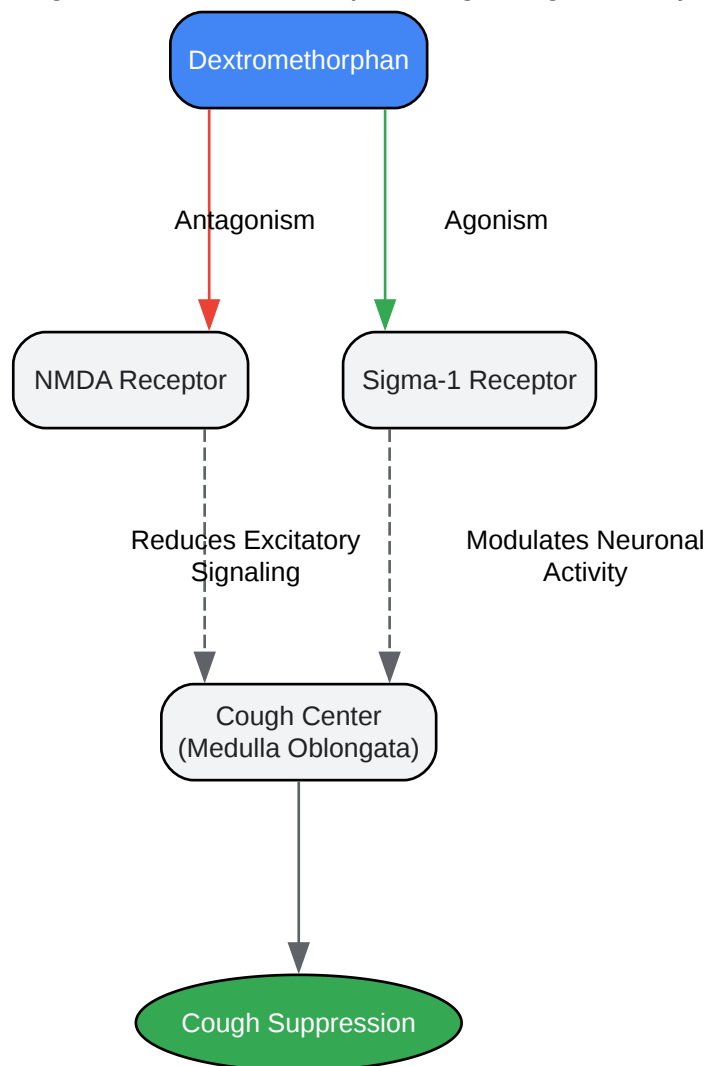 Dextromethorphan
Antagonism
Agonism
NMDA Receptor
Sigma-1 Receptor
Reduces Excitatory
Signaling
Modulates Neuronal
Activity
Cough Center
(Medulla Oblongata)
Cough Suppression